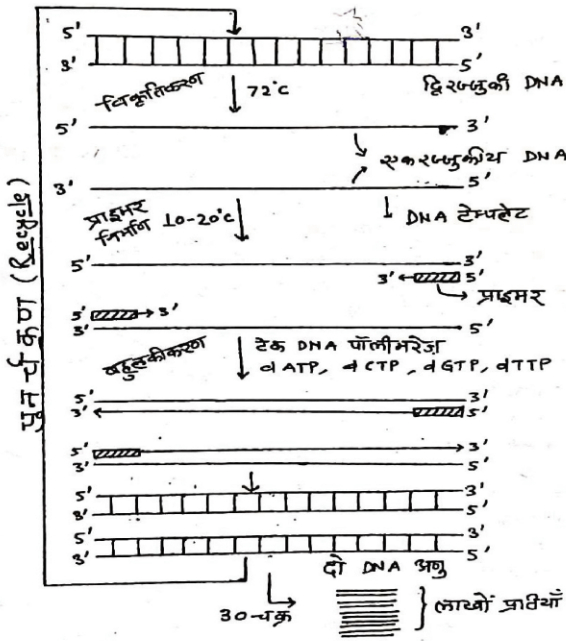 5' 3'
3' 5'
विकृतिकरण 72°C द्विरज्जुकी DNA
5' 3'
एकरज्जुकीय DNA
3' 5'
प्राइमर
निर्माण 10-20°C DNA टेम्पलेट
5' 3'
3' 5'
प्राइमर
5' 3'
3' 5'
बहुलकीकरण टेक DNA पॉलीमरेज
dATP, dCTP, dGTP, dTTP
5' 3'
3' 5'
5' 3'
3' 5'
5' 3'
3' 5'
5' 3'
3' 5'
दो DNA अनु
30-चक्र लाखों प्रतियाँ
पुनर्चक्रण (Recycle)